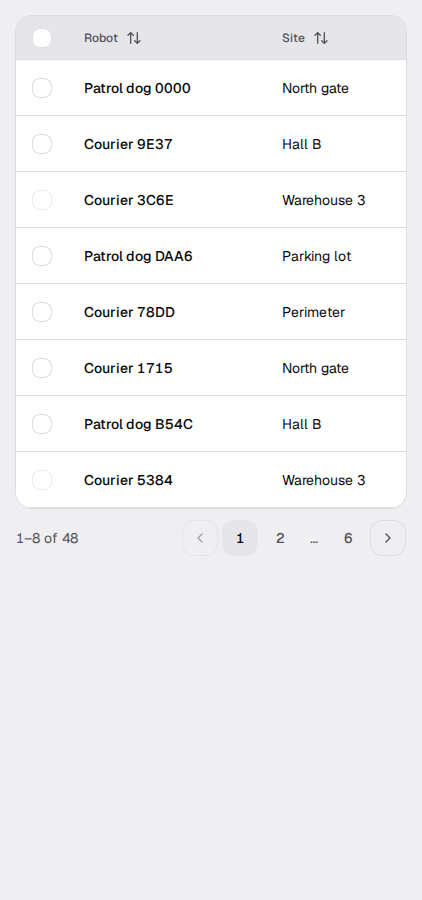 Robot Site
Patrol dog 0000 North gate
Courier 9E37 Hall B
Courier 3C6E Warehouse 3
Patrol dog DAA6 Parking lot
Courier 78DD Perimeter
Courier 1715 North gate
Patrol dog B54C Hall B
Courier 5384 Warehouse 3
1–8 of 48 1 2 … 6